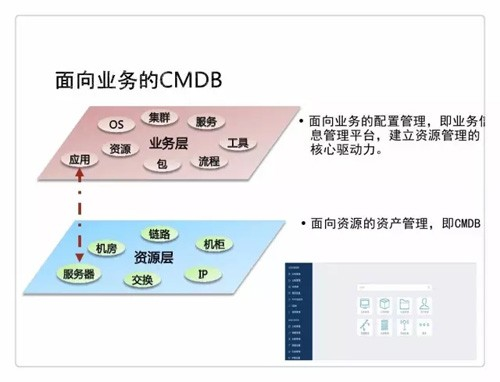 面向业务的CMDB
OS
集群
服务
资源
业务层
工具
应用
包
流程
• 面向业务的配置管理，即业务信
息管理平台，建立资源管理的
核心驱动力。
链路
机房
机柜
资源层
服务器
交换
IP
• 面向资源的资产管理，即CMDB